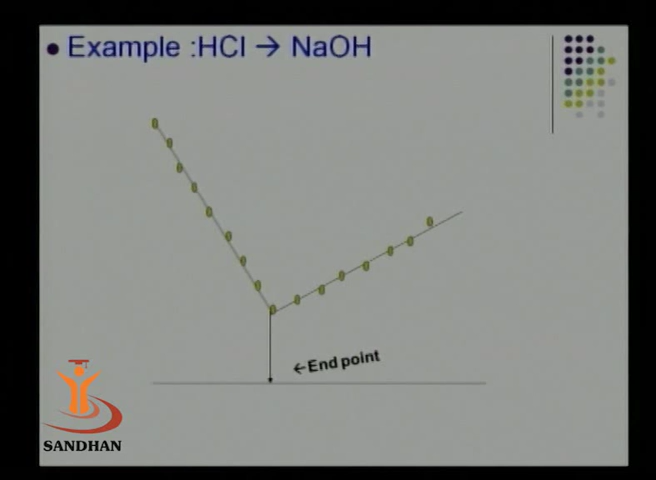 • Example :HCl → NaOH
←End point
SANDHAN